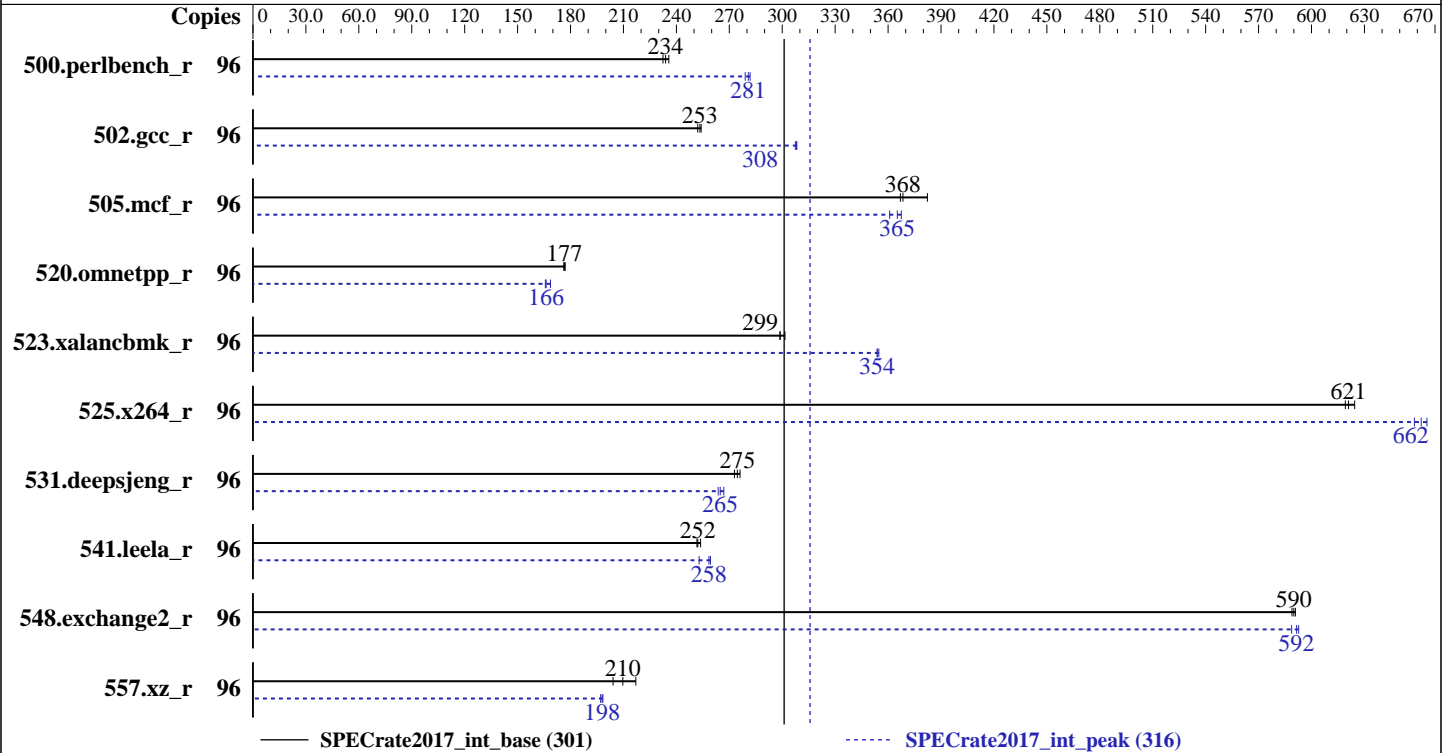 Copies 0 30.0 60.0 90.0 120 150 180 210 240 270 300 330 360 390 420 450 480 510 540 570 600 630 670
234
500.perlbench_r 96
281
253
502.gcc_r 96
308
368
505.mcf_r 96
365
177
520.omnetpp_r 96
166
299
523.xalancbmk_r 96
354
621
525.x264_r 96
662
275
531.deepsjeng_r 96
265
252
541.leela_r 96
258
590
548.exchange2_r 96
592
210
557.xz_r 96
198
SPECrate2017_int_base (301) SPECrate2017_int_peak (316)